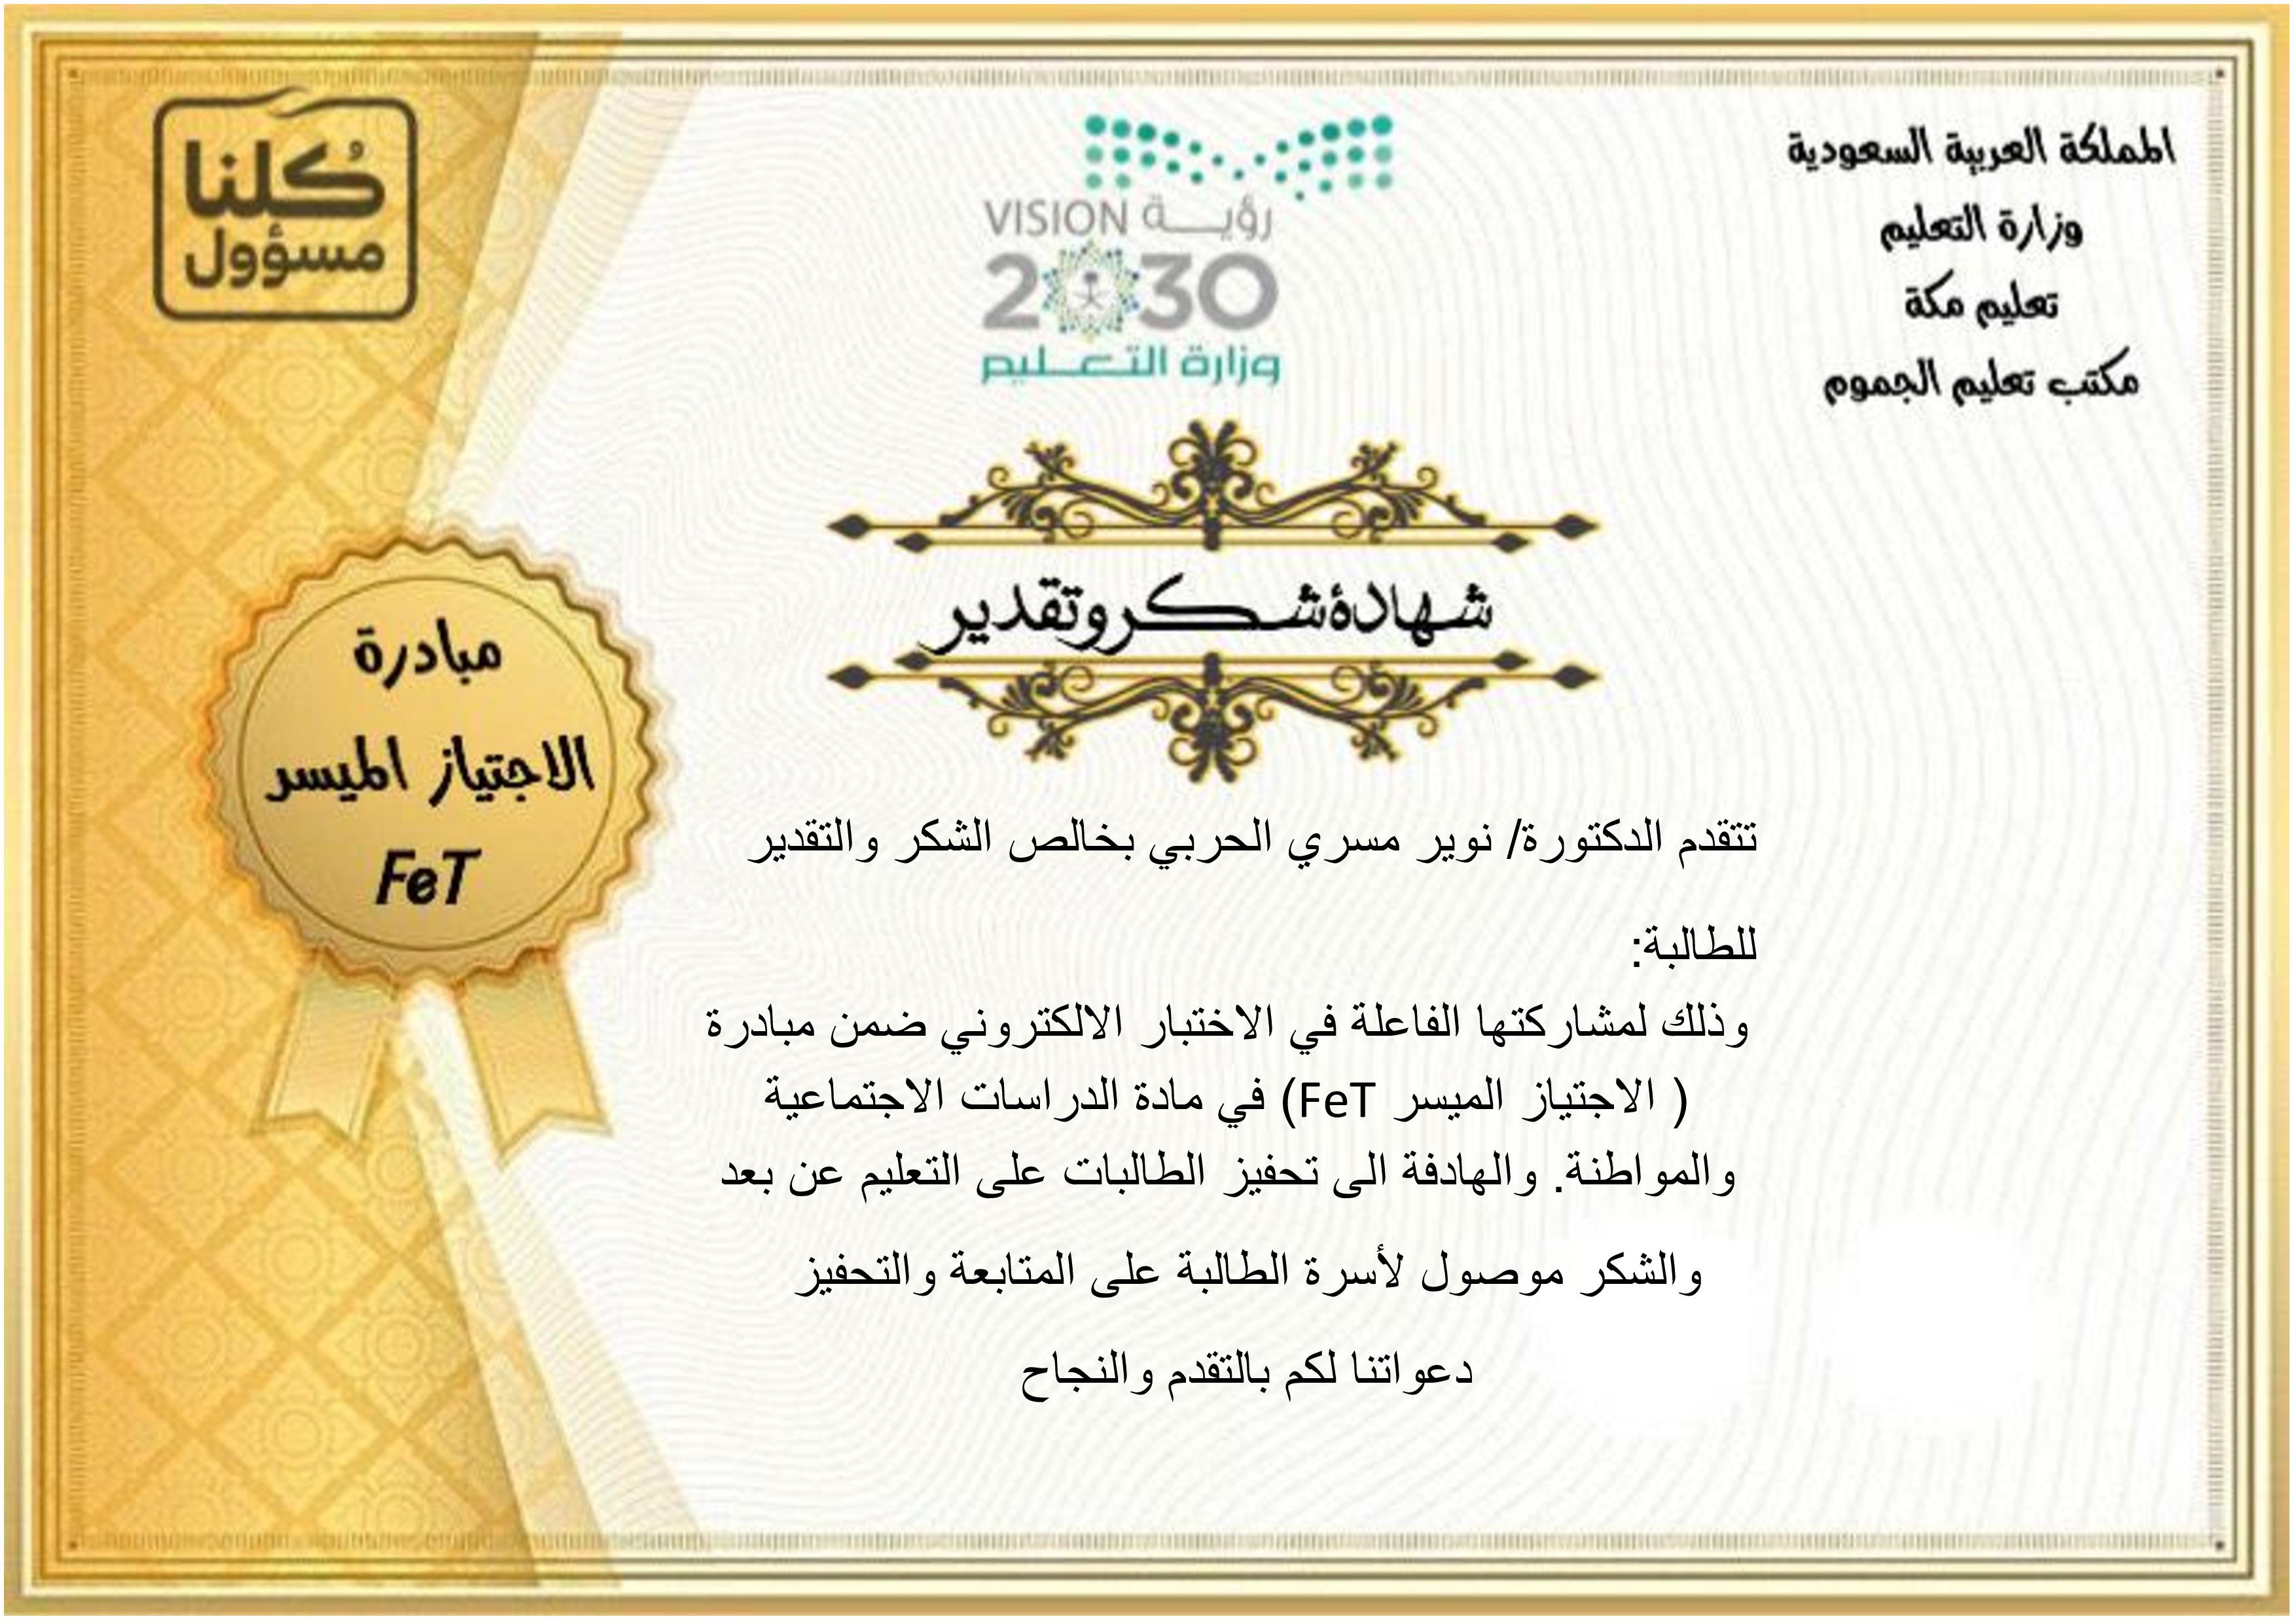 المملكة العربية السعودية
وزارة التعليم
تعليم مكة
مكتب تعليم الجموم
VISION رؤيــة
2030
وزارة التعـــليم
كُلنا
مسؤول
شهادة شكر وتقدير
مبادرة
الاجتياز الميسر
FeT
تتقدم الدكتورة/ نوير مسري الحربي بخالص الشكر والتقدير
للطالبة:
وذلك لمشاركتها الفاعلة في الاختبار الالكتروني ضمن مبادرة
( الاجتياز الميسر FeT) في مادة الدراسات الاجتماعية
والمواطنة. والهادفة الى تحفيز الطالبات على التعليم عن بعد
والشكر موصول لأسرة الطالبة على المتابعة والتحفيز
دعواتنا لكم بالتقدم والنجاح